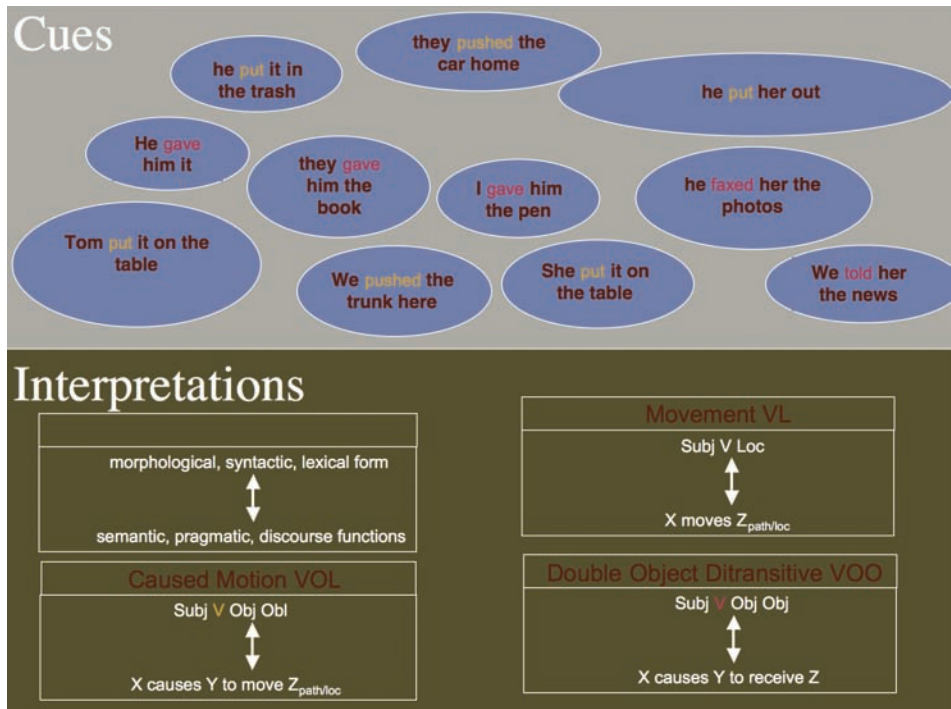 Cues
he put it in
the trash
they pushed the
car home
he put her out
He gave
him it
they gave
him the
book
I gave him
the pen
he faxed her the
photos
Tom put it on the
table
We pushed the
trunk here
She put it on
the table
We told her
the news
Interpretations
morphological, syntactic, lexical form
semantic, pragmatic, discourse functions
Movement VL
Subj V Loc
X moves Z path/loc
Caused Motion VOL
Subj V Obj Obl
X causes Y to move Z path/loc
Double Object Ditransitive VOO
Subj V Obj Obj
X causes Y to receive Z